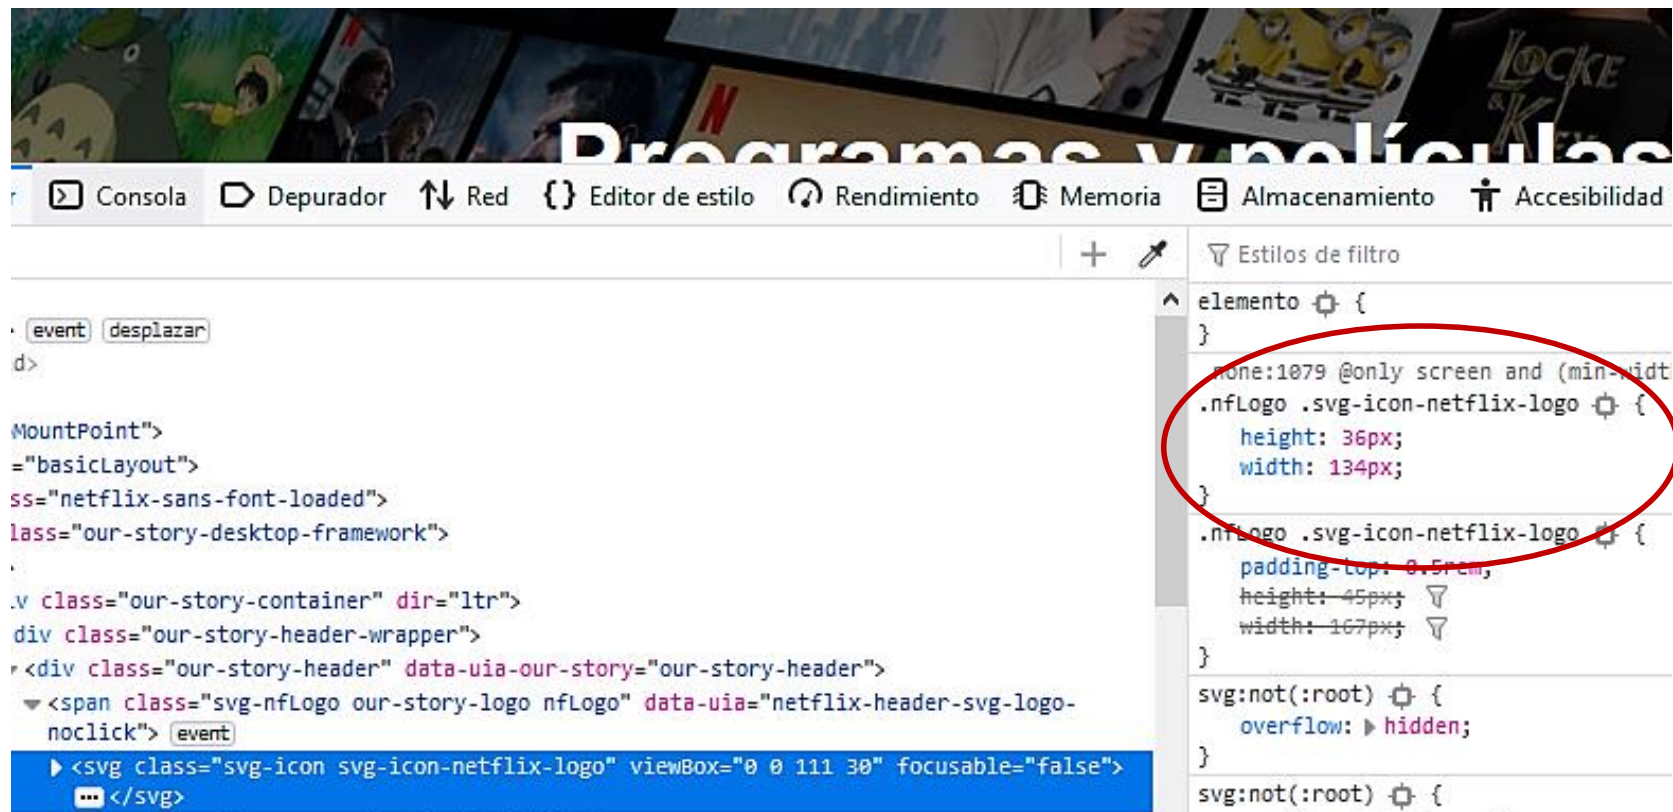 LOCKE
& KEY
N
N
Programas y películas
Consola Depurador Red {} Editor de estilo Rendimiento Memoria Almacenamiento Accesibilidad
+ Estilos de filtro
elemento {
}
event desplazar
d>
none:1079 @only screen and (min-widt
.nfLogo .svg-icon-netflix-logo {
height: 36px;
width: 134px;
}
MountPoint">
="basicLayout">
ss="netflix-sans-font-loaded">
lass="our-story-desktop-framework">
.nfLogo .svg-icon-netflix-logo {
padding-top: 0.5rem;
height: 45px;
width: 167px;
}
v class="our-story-container" dir="ltr">
div class="our-story-header-wrapper">
<div class="our-story-header" data-uia-our-story="our-story-header">
<span class="svg-nfLogo our-story-logo nfLogo" data-uia="netflix-header-svg-logo-
noclick"> event
svg:not(:root) {
overflow: hidden;
}
<svg class="svg-icon svg-icon-netflix-logo" viewBox="0 0 111 30" focusable="false">
</svg>
svg:not(:root) {